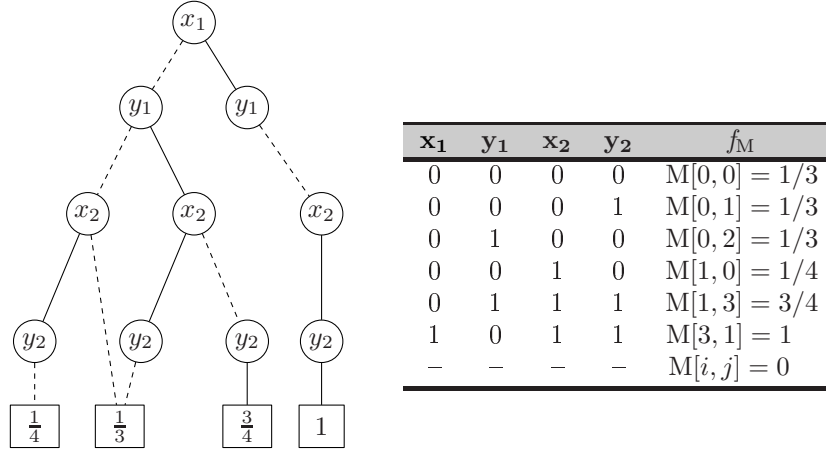 x₁
y₁ y₁
x₂ x₂ x₂
y₂ y₂ y₂ y₂
1/4 1/3 3/4 1
x₁ y₁ x₂ y₂ f_M
0 0 0 0 M[0, 0] = 1/3
0 0 0 1 M[0, 1] = 1/3
0 1 0 0 M[0, 2] = 1/3
0 0 1 0 M[1, 0] = 1/4
0 1 1 1 M[1, 3] = 3/4
1 0 1 1 M[3, 1] = 1
– – – – M[i, j] = 0